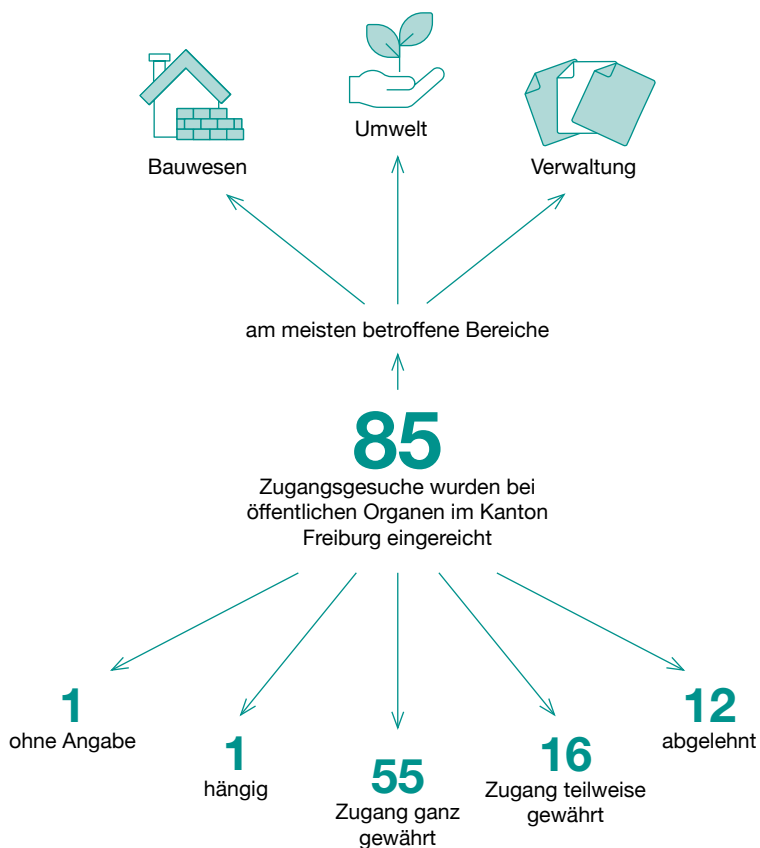 Bauwesen
Umwelt
Verwaltung
am meisten betroffene Bereiche
85
Zugangsgesuche wurden bei
öffentlichen Organen im Kanton
Freiburg eingereicht
1
ohne Angabe
1
hängig
55
Zugang ganz
gewährt
16
Zugang teilweise
gewährt
12
abgelehnt